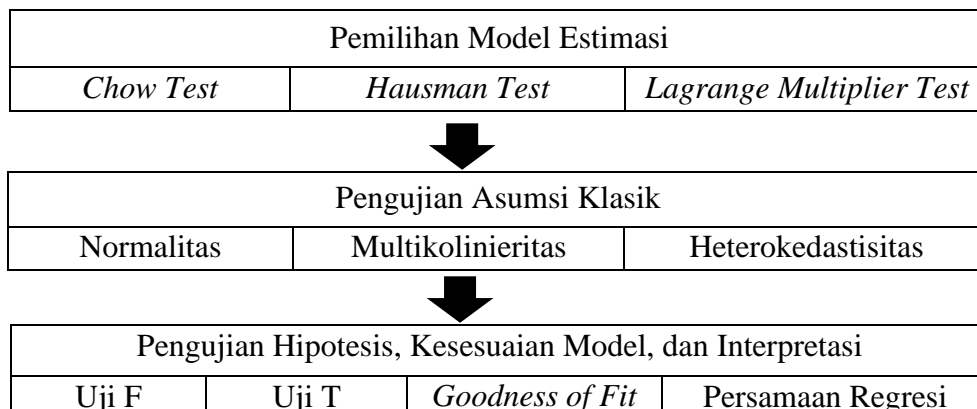 Pemilihan Model Estimasi
Chow Test Hausman Test Lagrange Multiplier Test
Pengujian Asumsi Klasik
Normalitas Multikolinieritas Heterokedastisitas
Pengujian Hipotesis, Kesesuaian Model, dan Interpretasi
Uji F Uji T Goodness of Fit Persamaan Regresi